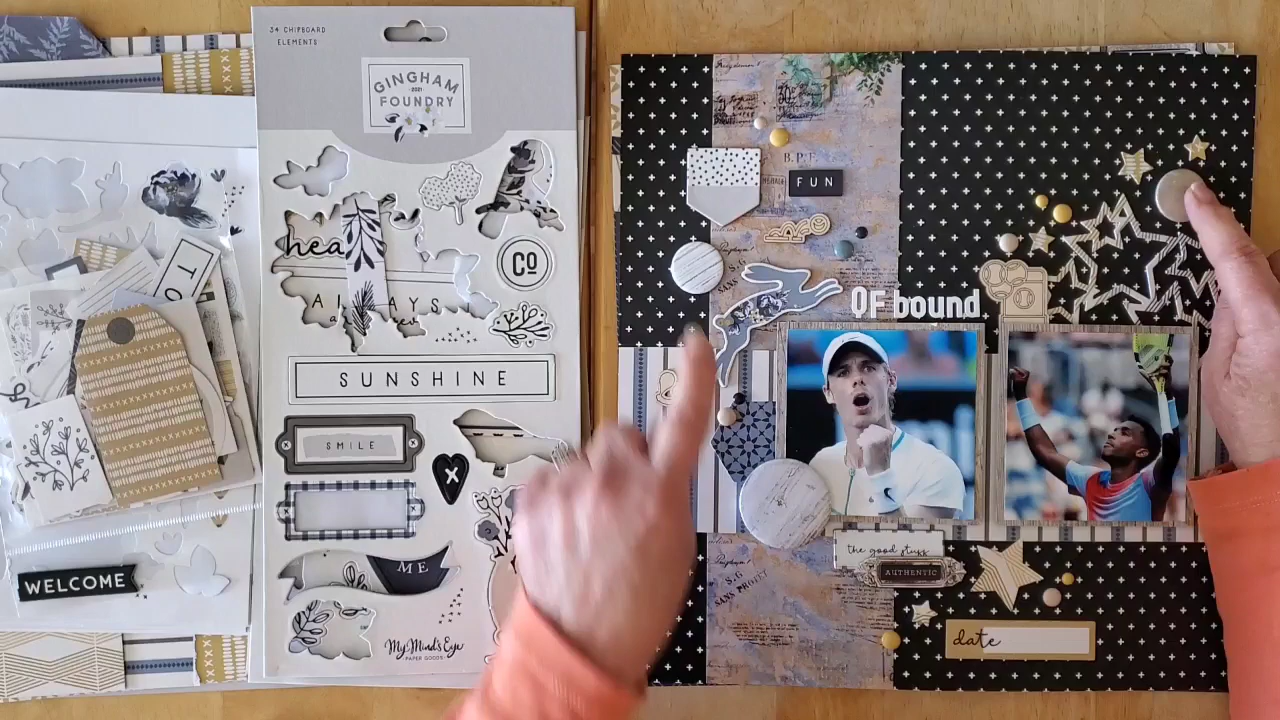 34 CHIPBOARD
ELEMENTS
GINGHAM
2021
FOUNDRY
hea
ALWAYS
Co
SUNSHINE
SMILE
X
ME
My Mind's Eye
PAPER GOODS
WELCOME
TO
B.P.F.
FUN
QF bound
the good stuff
AUTHENTIC
date
S.G
SANS PROJET